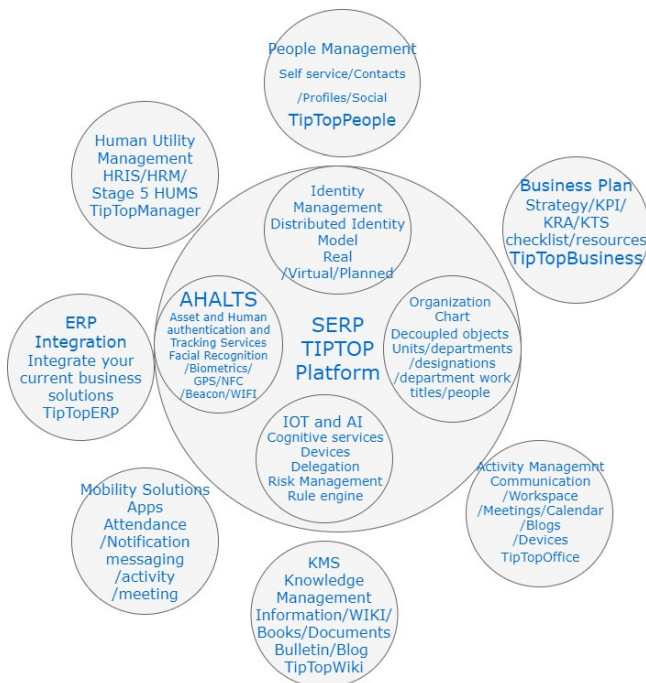 People Management
Self service/Contacts
/Profiles/Social
TipTopPeople
Human Utility
Management
HRIS/HRM/
Stage 5 HUMS
TipTopManager
Identity
Management
Distributed Identity
Model
Real
/Virtual/Planned
Business Plan
Strategy/KPI/
KRA/KTS
checklist/resources
TipTopBusiness
AHALTS
Asset and Human
authentication and
Tracking Services
Facial Recognition
/Biometrics/
GPS/NFC
/Beacon/WIFI
SERP
TIPTOP
Platform
Organization
Chart
Decoupled objects
Units/departments
/designations
/department work
titles/people
ERP
Integration
Integrate your
current business
solutions
TipTopERP
IOT and AI
Cognitive services
Devices
Delegation
Risk Management
Rule engine
Mobility Solutions
Apps
Attendance
/Notification
messaging
/activity
/meeting
Activity Managemnt
Communication
/Workspace
/Meetings/Calendar
/Blogs
/Devices
TipTopOffice
KMS
Knowledge
Management
Information/WIKI/
Books/Documents
Bulletin/Blog
TipTopWiki